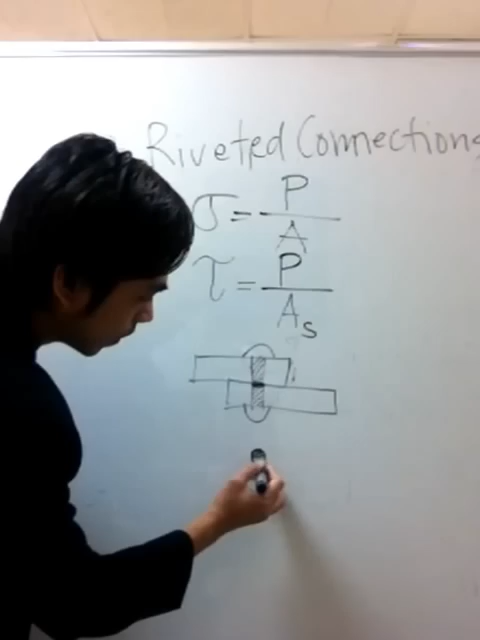 Riveted Connections
σ = P/A
τ = P/As